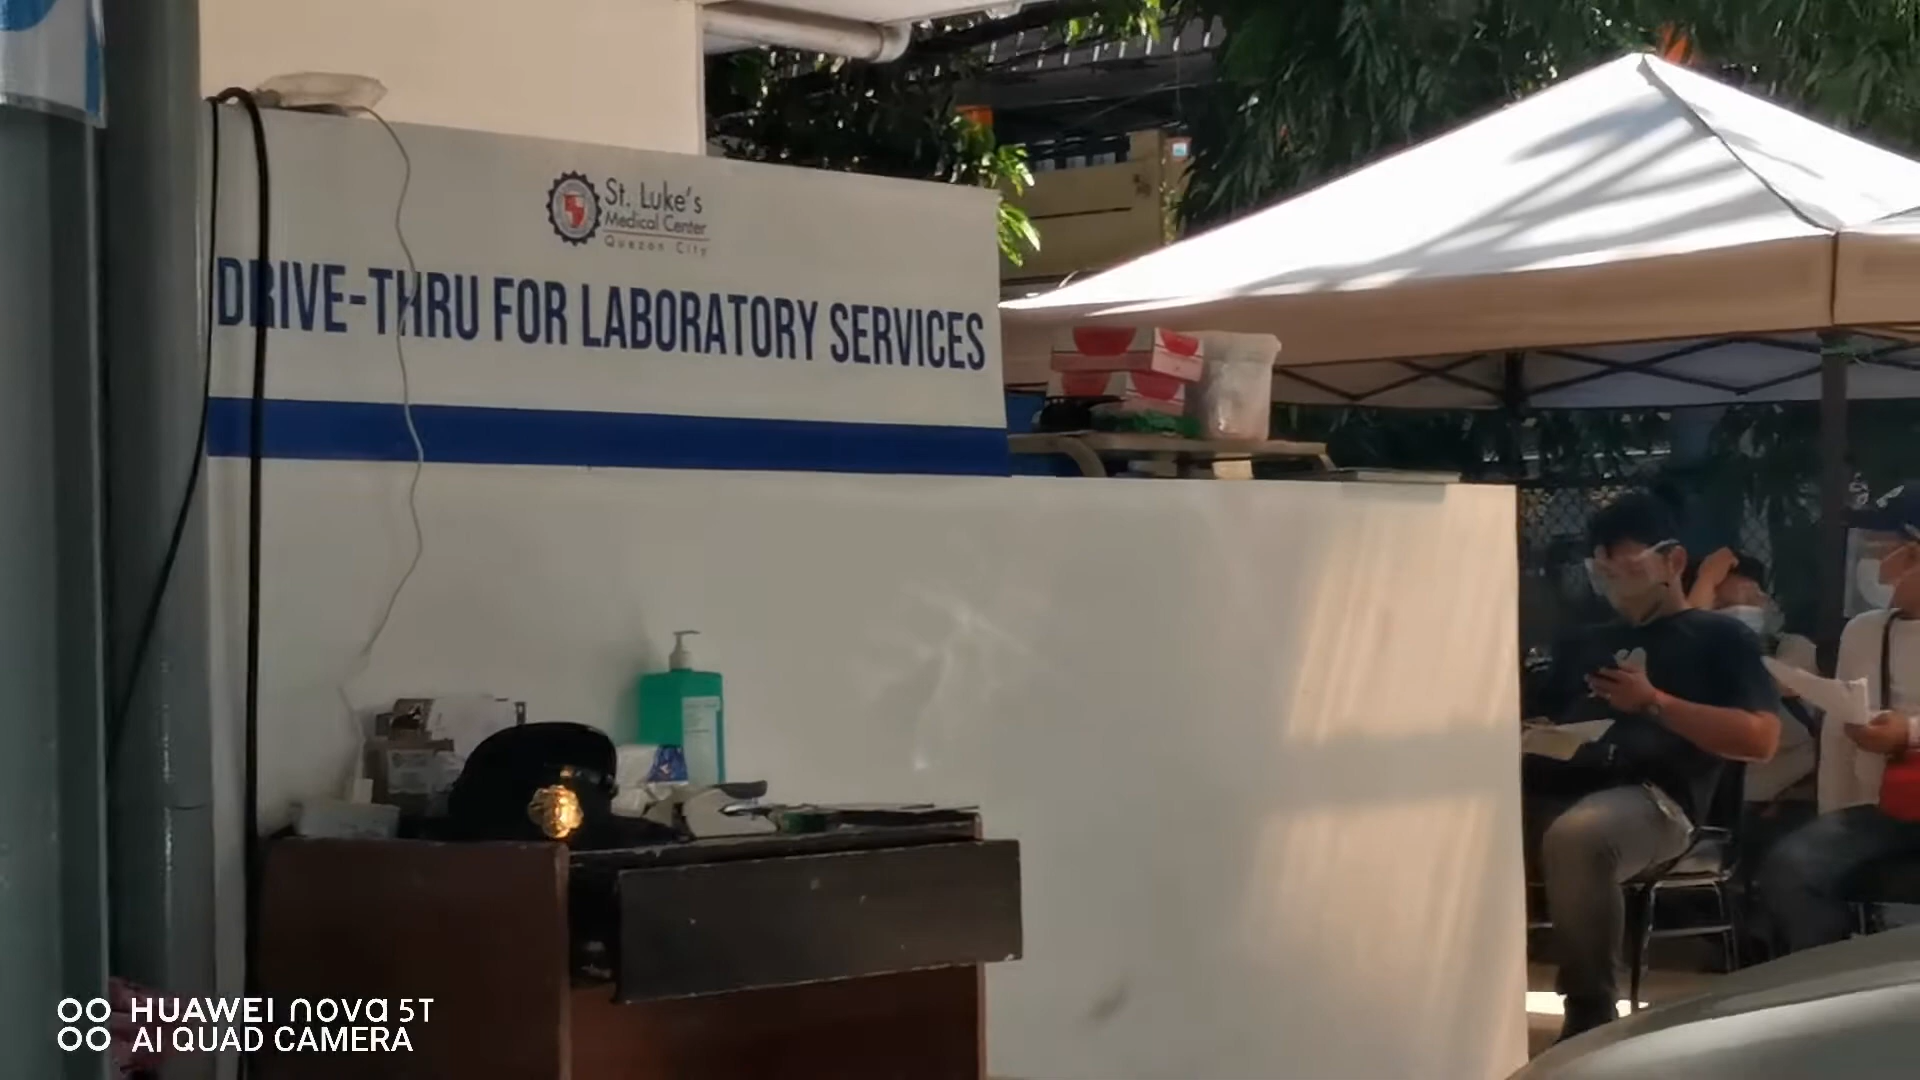 St. Luke's
Medical Center
Quezon City
DRIVE-THRU FOR LABORATORY SERVICES
HUAWEI nova 5T
AI QUAD CAMERA